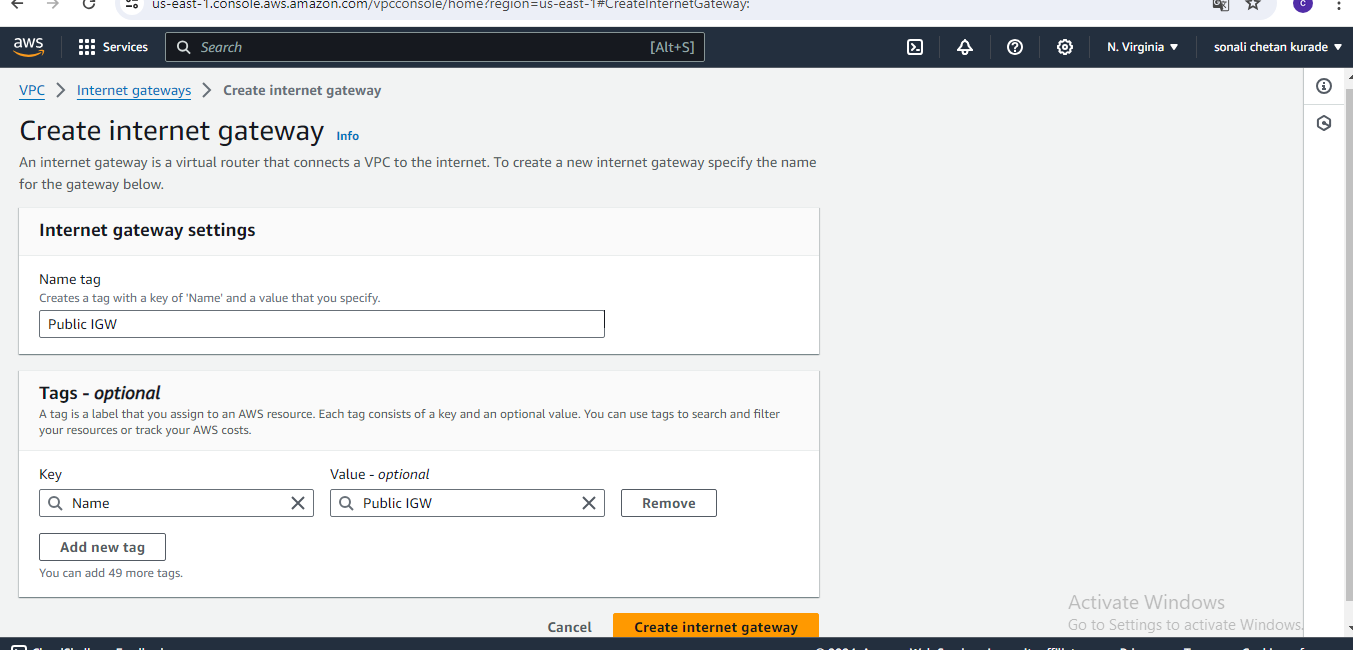 us-east-1.console.aws.amazon.com/vpcconsole/home?region=us-east-1#CreateInternetGateway:
C
aws
Services
Search
[Alt+S]
N. Virginia
sonali chetan kurade
VPC
Internet gateways
Create internet gateway
Create internet gateway
Info
An internet gateway is a virtual router that connects a VPC to the internet. To create a new internet gateway specify the name
for the gateway below.
Internet gateway settings
Name tag
Creates a tag with a key of 'Name' and a value that you specify.
Public IGW
Tags - optional
A tag is a label that you assign to an AWS resource. Each tag consists of a key and an optional value. You can use tags to search and filter
your resources or track your AWS costs.
Key
Value - optional
Name
Public IGW
Remove
Add new tag
You can add 49 more tags.
Cancel
Create internet gateway
Activate Windows
Go to Settings to activate Windows.